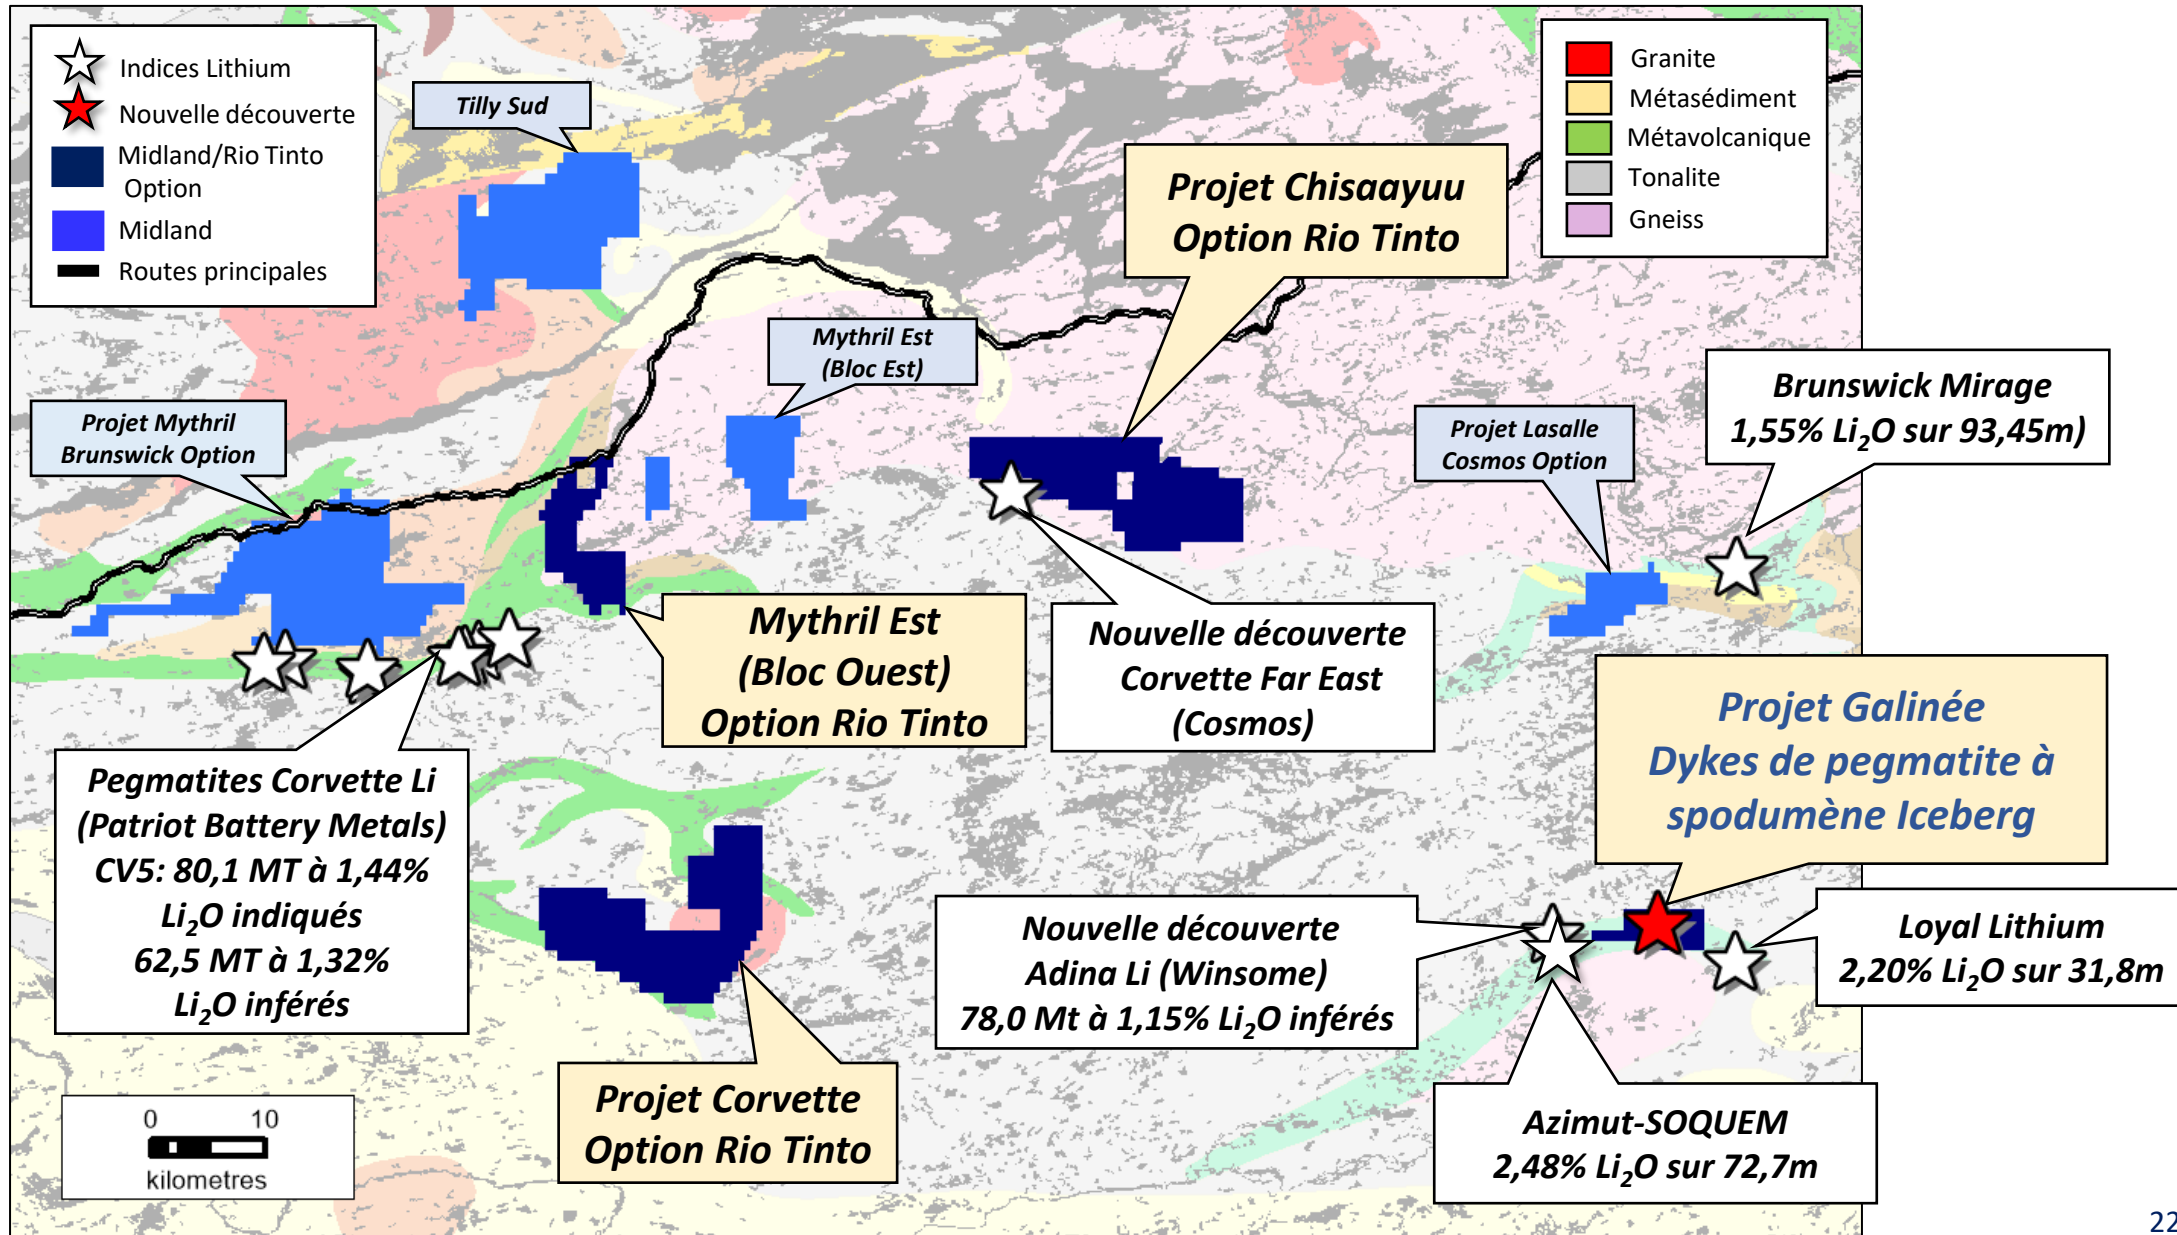 Indices Lithium
Nouvelle découverte
Midland/Rio Tinto
Option
Midland
Routes principales
Tilly Sud
Granite
Métasédiment
Métavolcanique
Tonalite
Gneiss
Projet Chisaayuu
Option Rio Tinto
Mythril Est
(Bloc Est)
Projet Mythril
Brunswick Option
Projet Lasalle
Cosmos Option
Brunswick Mirage
1,55% Li₂O sur 93,45m)
Mythril Est
(Bloc Ouest)
Option Rio Tinto
Nouvelle découverte
Corvette Far East
(Cosmos)
Projet Galinée
Dykes de pegmatite à
spodumène Iceberg
Pegmatites Corvette Li
(Patriot Battery Metals)
CV5: 80,1 MT à 1,44%
Li₂O indiqués
62,5 MT à 1,32%
Li₂O inférés
Nouvelle découverte
Adina Li (Winsome)
78,0 Mt à 1,15% Li₂O inférés
Loyal Lithium
2,20% Li₂O sur 31,8m
Projet Corvette
Option Rio Tinto
Azimut-SOQUEM
2,48% Li₂O sur 72,7m
0 10
kilometres
22